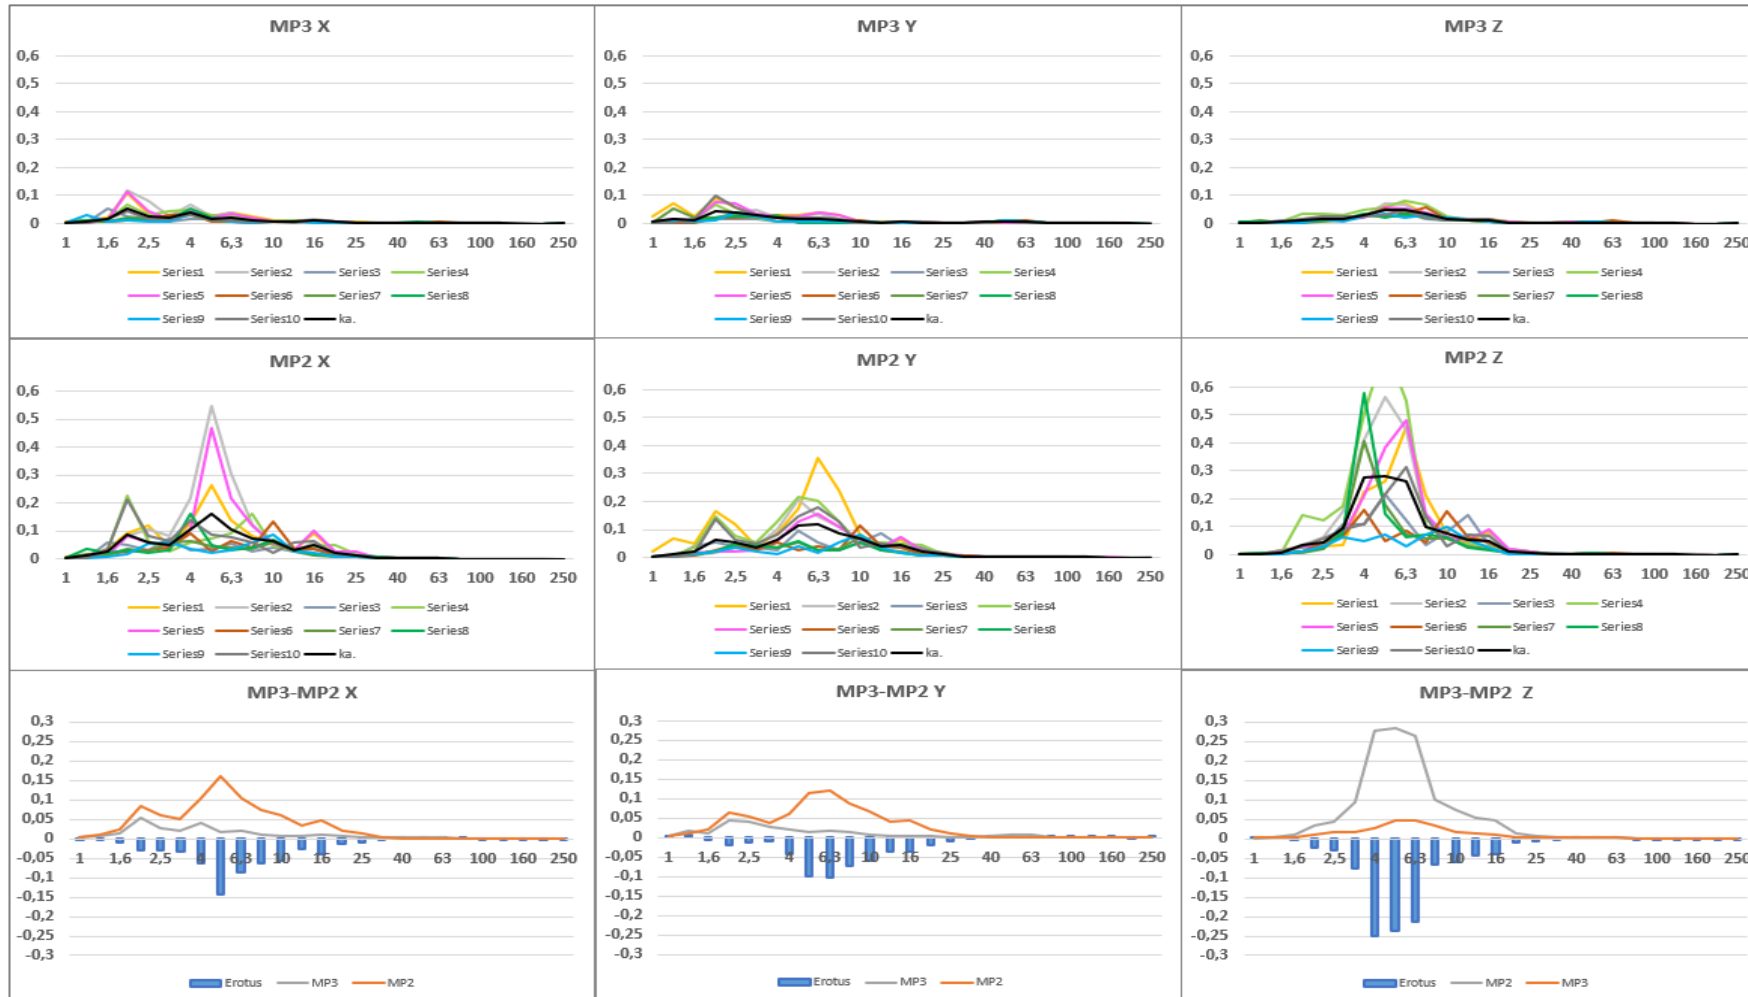 MP3 X
0,6
0,5
0,4
0,3
0,2
0,1
0
1 1,6 2,5 4 6,3 10 16 25 40 63 100 160 250
Series1 Series2 Series3 Series4
Series5 Series6 Series7 Series8
Series9 Series10 ka.
MP3 Y
0,6
0,5
0,4
0,3
0,2
0,1
0
1 1,6 2,5 4 6,3 10 16 25 40 63 100 160 250
Series1 Series2 Series3 Series4
Series5 Series6 Series7 Series8
Series9 Series10 ka.
MP3 Z
0,6
0,5
0,4
0,3
0,2
0,1
0
1 1,6 2,5 4 6,3 10 16 25 40 63 100 160 250
Series1 Series2 Series3 Series4
Series5 Series6 Series7 Series8
Series9 Series10 ka.
MP2 X
0,6
0,5
0,4
0,3
0,2
0,1
0
1 1,6 2,5 4 6,3 10 16 25 40 63 100 160 250
Series1 Series2 Series3 Series4
Series5 Series6 Series7 Series8
Series9 Series10 ka.
MP2 Y
0,6
0,5
0,4
0,3
0,2
0,1
0
1 1,6 2,5 4 6,3 10 16 25 40 63 100 160 250
Series1 Series2 Series3 Series4
Series5 Series6 Series7 Series8
Series9 Series10 ka.
MP2 Z
0,6
0,5
0,4
0,3
0,2
0,1
0
1 1,6 2,5 4 6,3 10 16 25 40 63 100 160 250
Series1 Series2 Series3 Series4
Series5 Series6 Series7 Series8
Series9 Series10 ka.
MP3-MP2 X
0,3
0,25
0,2
0,15
0,1
0,05
0
-0,05
-0,1
-0,15
-0,2
-0,25
-0,3
1 1,6 2,5 4 6,3 10 16 25 40 63 100 160 250
Erotus MP3 MP2
MP3-MP2 Y
0,3
0,25
0,2
0,15
0,1
0,05
0
-0,05
-0,1
-0,15
-0,2
-0,25
-0,3
1 1,6 2,5 4 6,3 10 16 25 40 63 100 160 250
Erotus MP3 MP2
MP3-MP2 Z
0,3
0,25
0,2
0,15
0,1
0,05
0
-0,05
-0,1
-0,15
-0,2
-0,25
-0,3
1 1,6 2,5 4 6,3 10 16 25 40 63 100 160 250
Erotus MP2 MP3